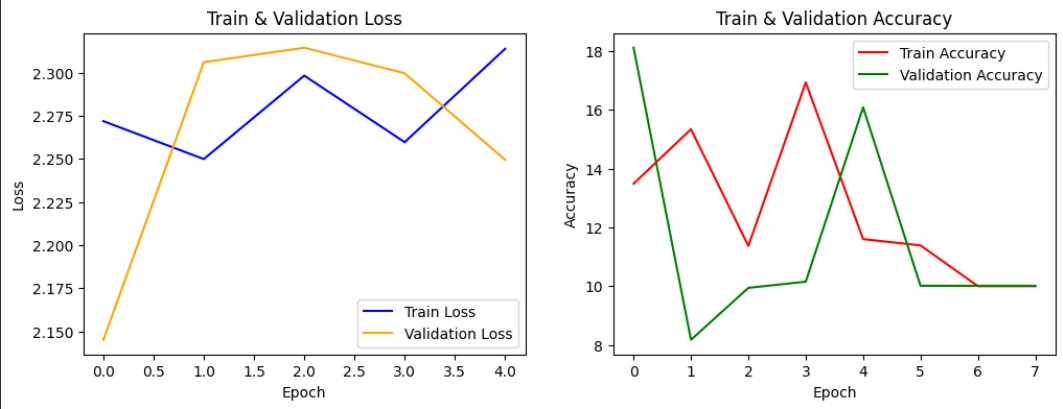 Train & Validation Loss
Loss
2.300
2.275
2.250
2.225
2.200
2.175
2.150
Train Loss
Validation Loss
0.0 0.5 1.0 1.5 2.0 2.5 3.0 3.5 4.0
Epoch
Train & Validation Accuracy
Accuracy
18
16
14
12
10
8
Train Accuracy
Validation Accuracy
0 1 2 3 4 5 6 7
Epoch